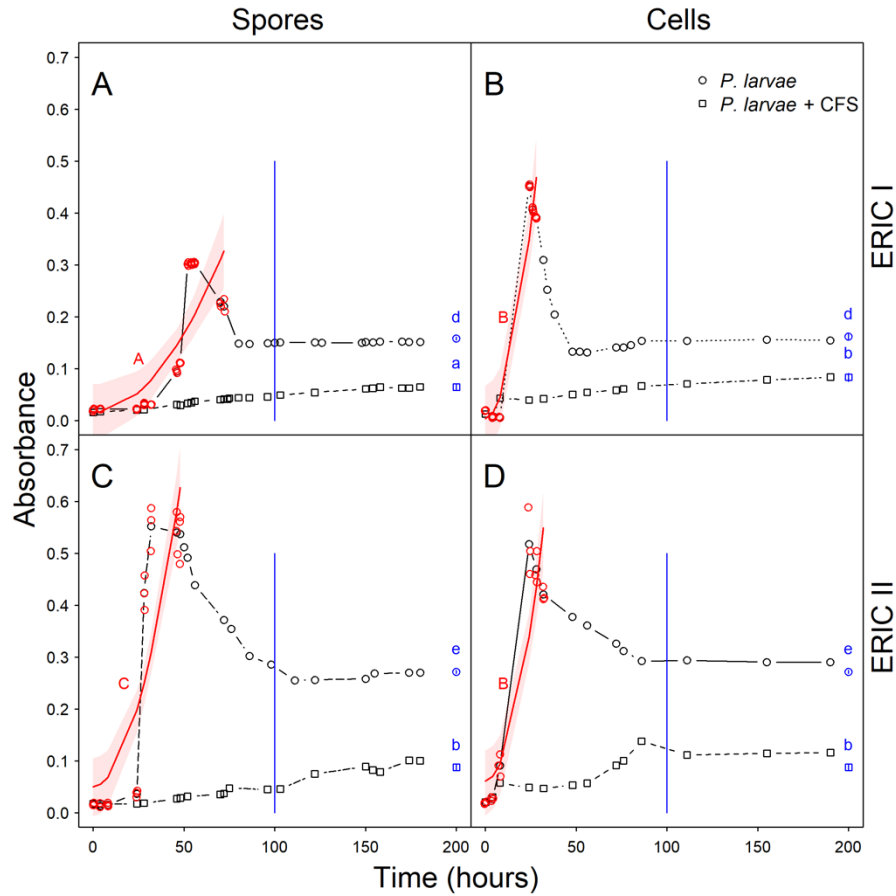 Spores
Cells
A
B
P. larvae
P. larvae + CFS
ERIC I
0.7
0.6
0.5
0.4
0.3
0.2
0.1
0.0
A
d
a
B
d
b
Absorbance
C
D
ERIC II
0.7
0.6
0.5
0.4
0.3
0.2
0.1
0.0
C
e
b
B
e
b
0
50
100
150
200
0
50
100
150
200
Time (hours)